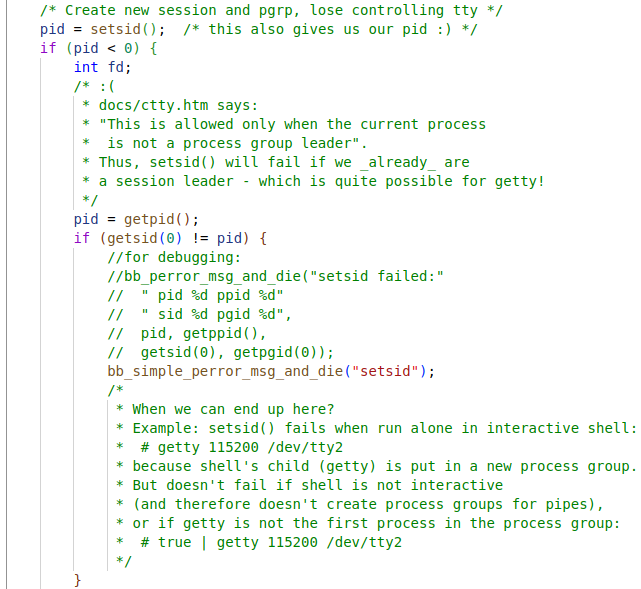 /* Create new session and pgrp, lose controlling tty */
pid = setsid();  /* this also gives us our pid :) */
if (pid < 0) {
    int fd;
    /* :(
     * docs/ctty.htm says:
     * "This is allowed only when the current process
     *  is not a process group leader".
     * Thus, setsid() will fail if we _already_ are
     * a session leader - which is quite possible for getty!
     */
    pid = getpid();
    if (getsid(0) != pid) {
        //for debugging:
        //bb_perror_msg_and_die("setsid failed:"
        //  " pid %d ppid %d"
        //  " sid %d pgid %d",
        //  pid, getppid(),
        //  getsid(0), getpgid(0));
        bb_simple_perror_msg_and_die("setsid");
        /*
         * When we can end up here?
         * Example: setsid() fails when run alone in interactive shell:
         *  # getty 115200 /dev/tty2
         * because shell's child (getty) is put in a new process group.
         * But doesn't fail if shell is not interactive
         * (and therefore doesn't create process groups for pipes),
         * or if getty is not the first process in the process group:
         *  # true | getty 115200 /dev/tty2
         */
    }